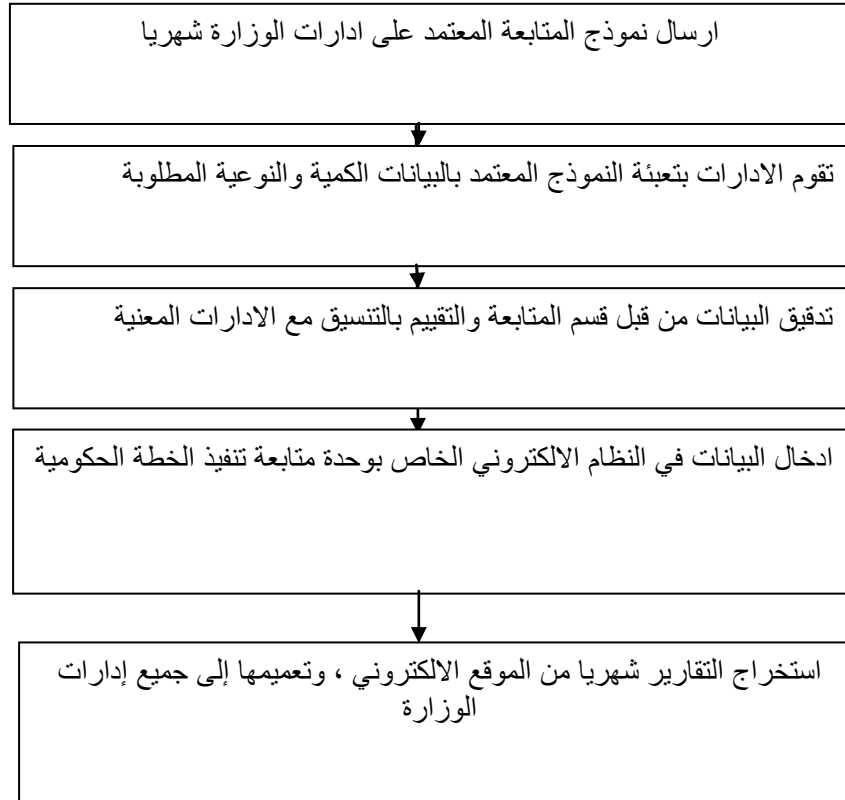 ارسال نموذج المتابعة المعتمد على ادارات الوزارة شهريا
تقوم الادارات بتعبئة النموذج المعتمد بالبيانات الكمية والنوعية المطلوبة
تدقيق البيانات من قبل قسم المتابعة والتقييم بالتنسيق مع الادارات المعنية
ادخال البيانات في النظام الالكتروني الخاص بوحدة متابعة تنفيذ الخطة الحكومية
استخراج التقارير شهريا من الموقع الالكتروني ، وتعميمها إلى جميع إدارات
الوزارة